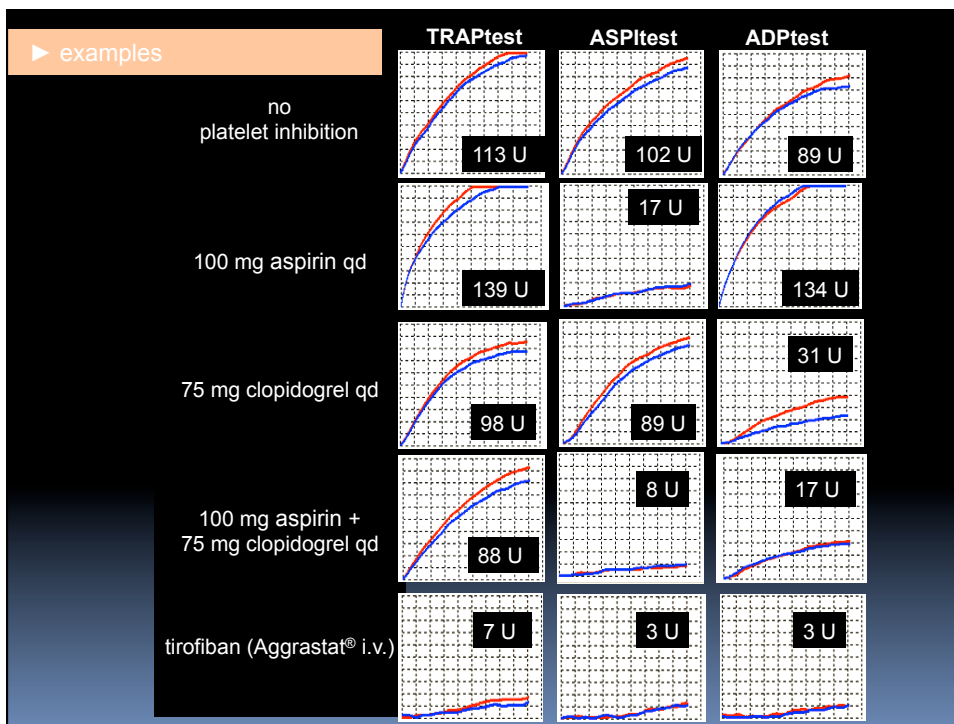 TRAPtest ASPItest ADPtest
► examples
no
platelet inhibition
113 U 102 U 89 U
100 mg aspirin qd
139 U 17 U 134 U
75 mg clopidogrel qd
98 U 89 U 31 U
100 mg aspirin +
75 mg clopidogrel qd
88 U 8 U 17 U
tirofiban (Aggrastat® i.v.)
7 U 3 U 3 U